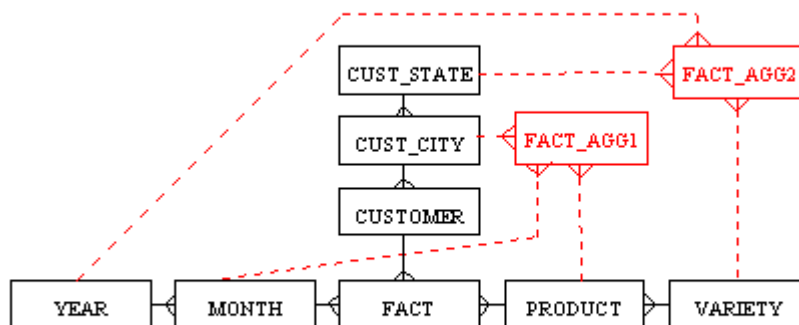 CUST_STATE
FACT_AGG2
CUST_CITY
FACT_AGG1
CUSTOMER
YEAR
MONTH
FACT
PRODUCT
VARIETY